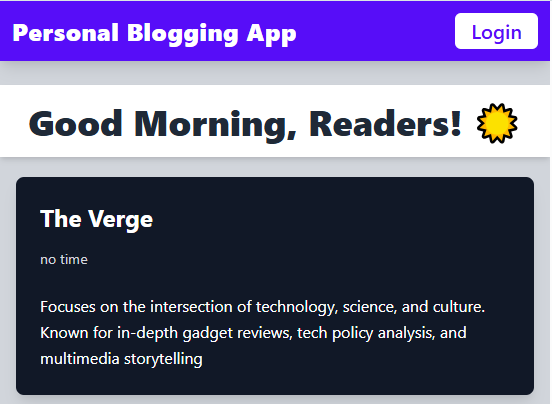 Personal Blogging App
Login
Good Morning, Readers!
The Verge
no time
Focuses on the intersection of technology, science, and culture.
Known for in-depth gadget reviews, tech policy analysis, and
multimedia storytelling